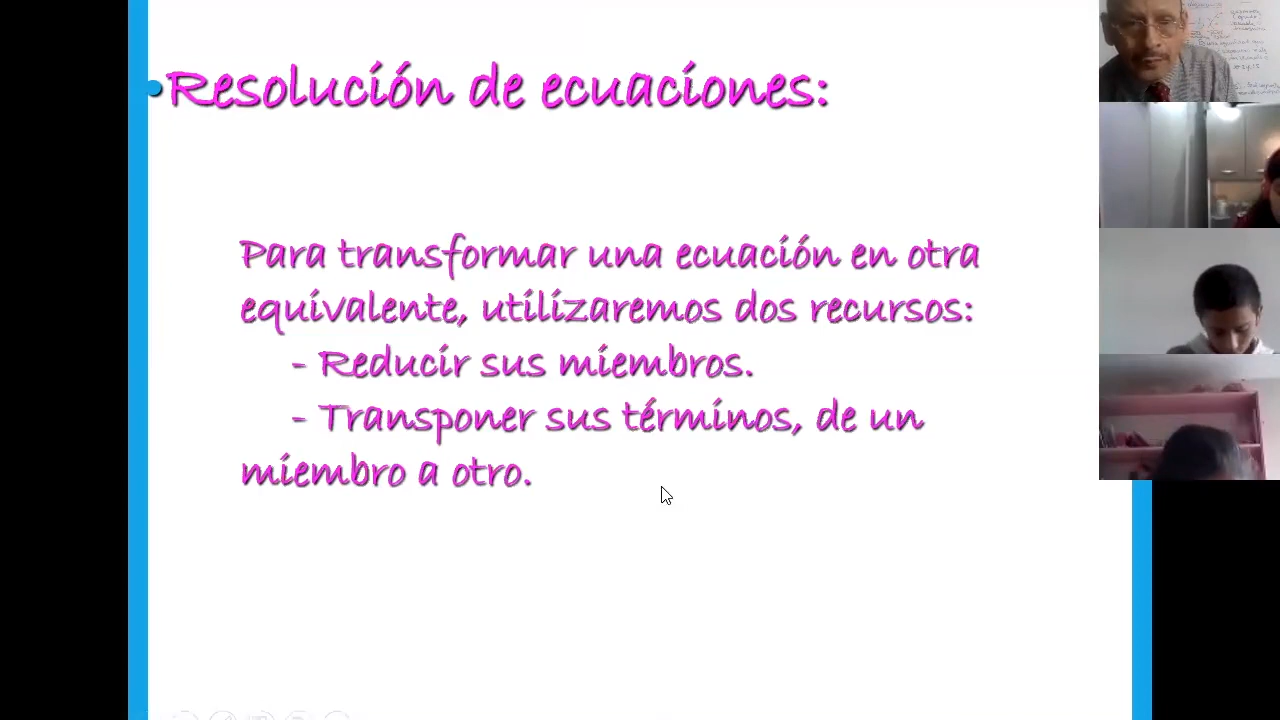 •Resolución de ecuaciones:
Para transformar una ecuación en otra
equivalente, utilizaremos dos recursos:
- Reducir sus miembros.
- Transponer sus términos, de un
miembro a otro.